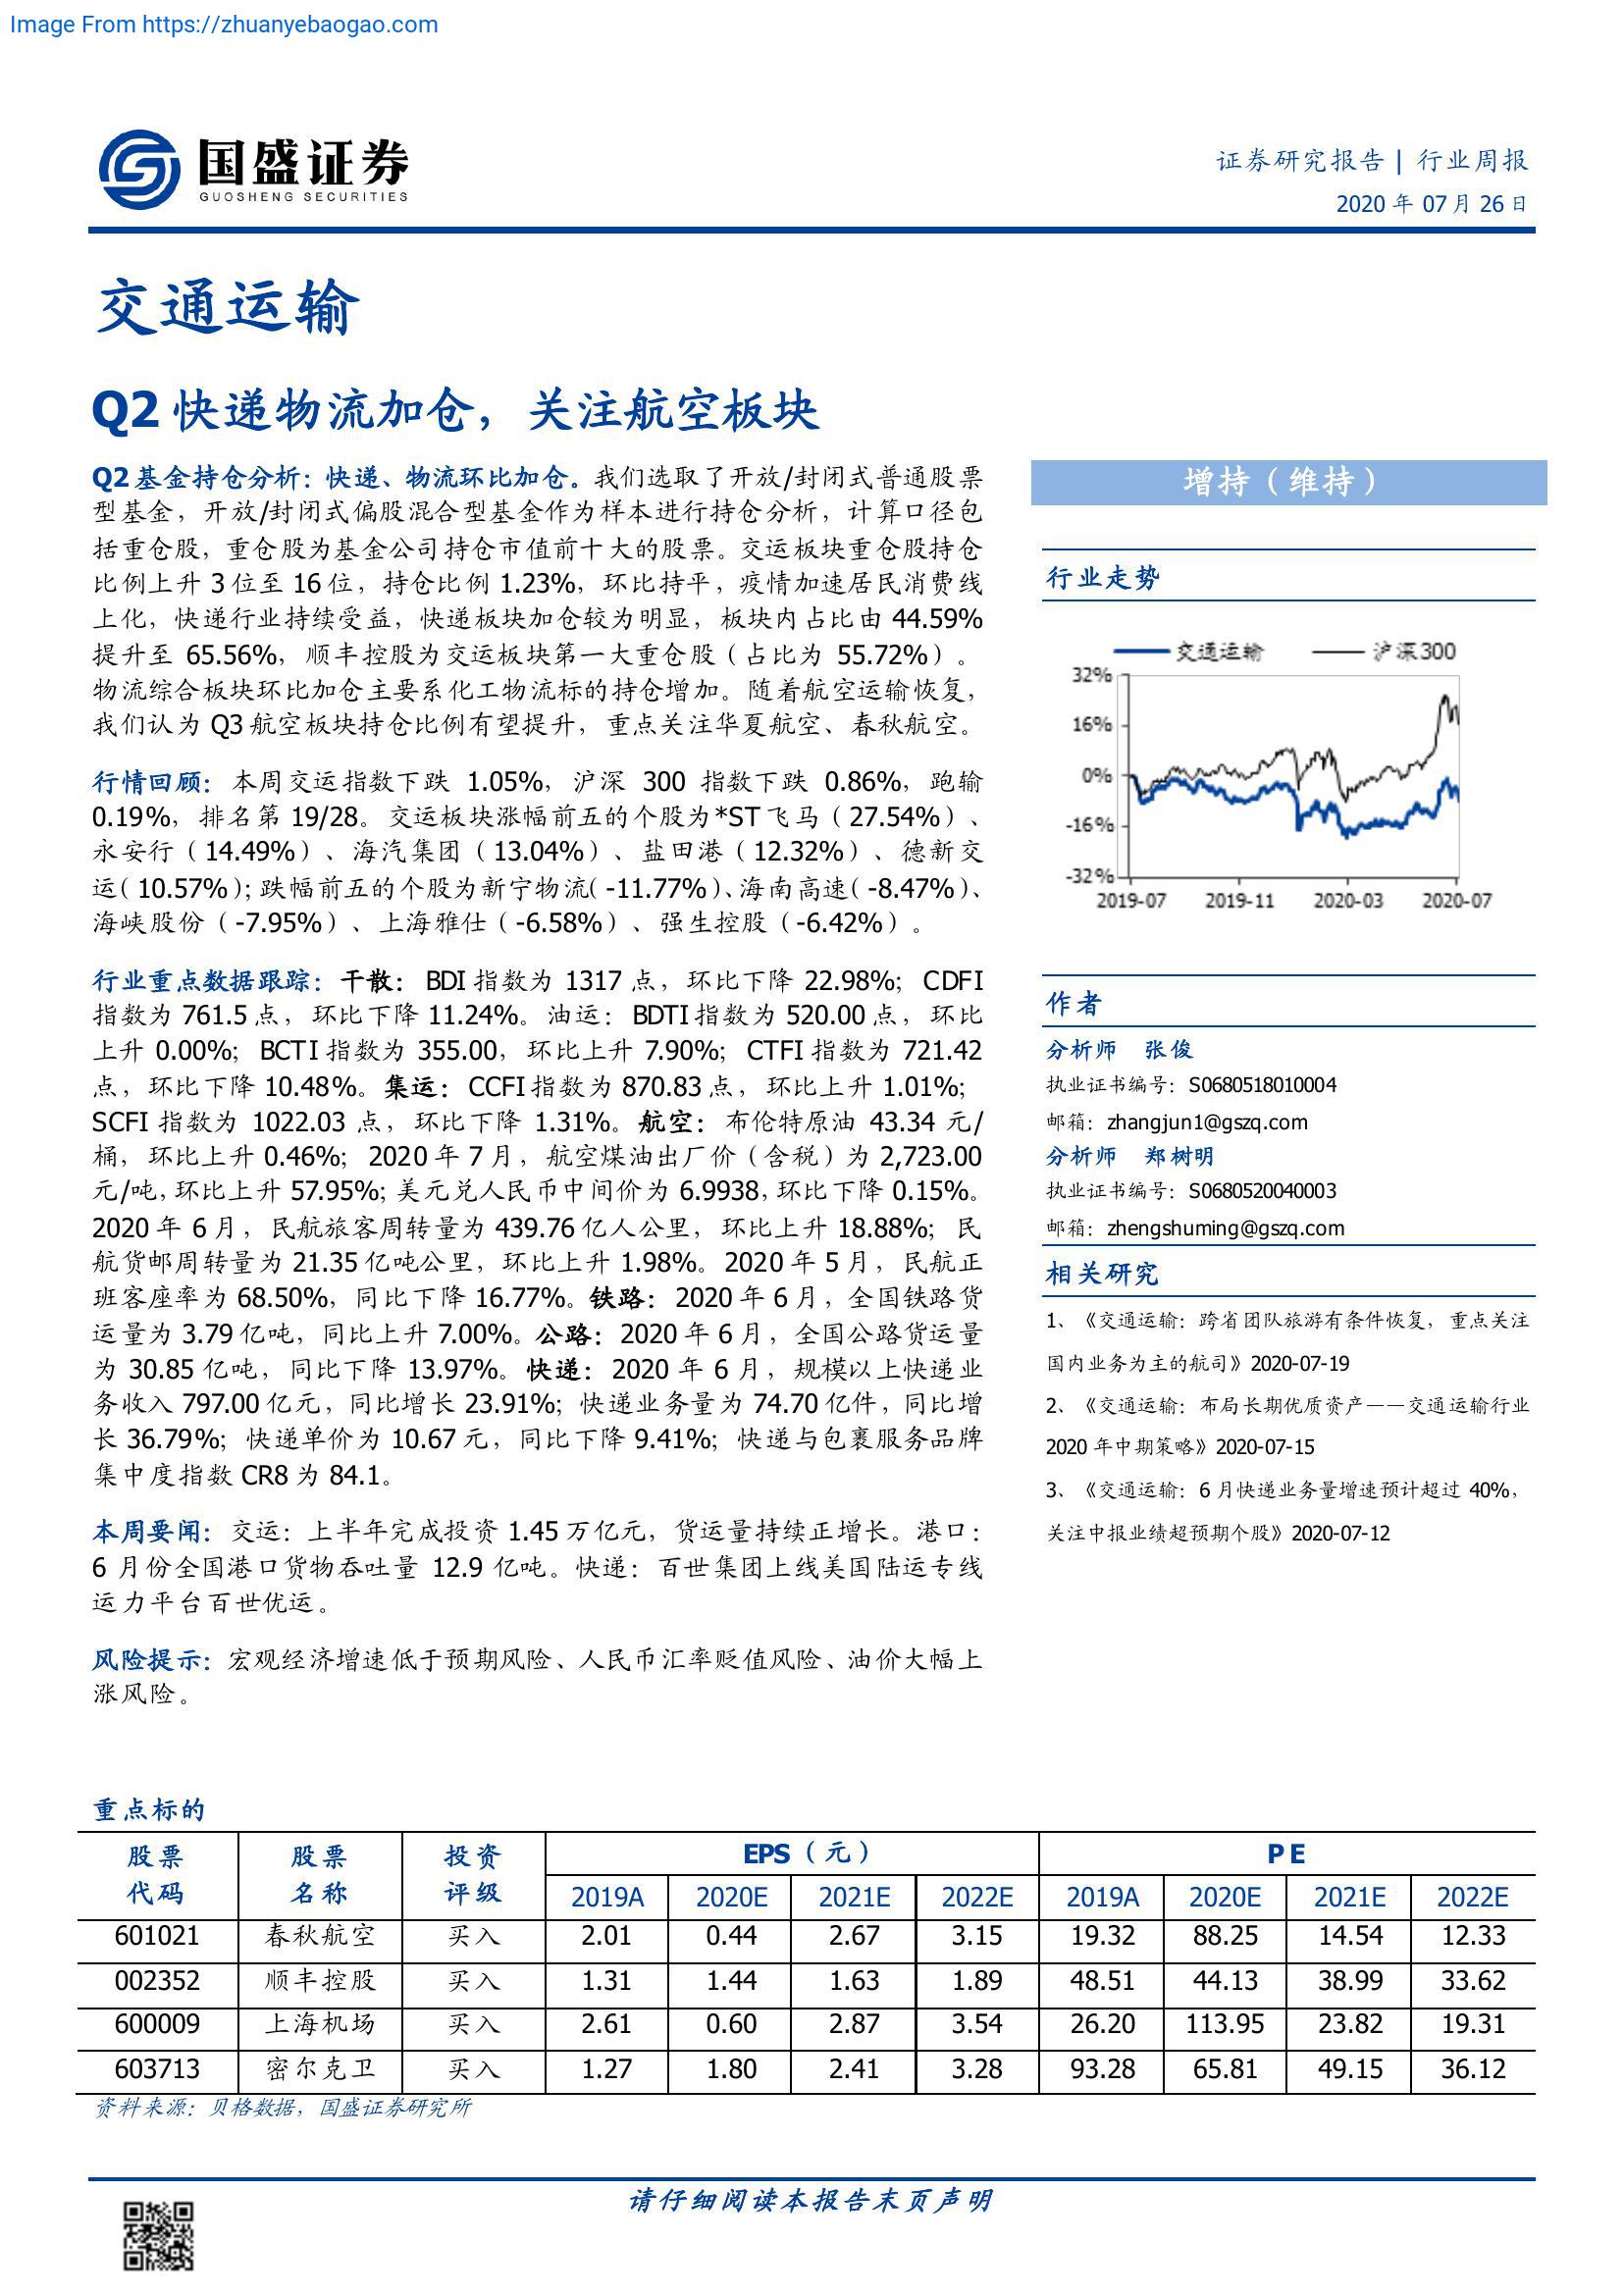 Image From https://zhuanyebaogao.com
国盛证券
GUOSHENG SECURITIES
证券研究报告 | 行业周报
2020 年 07 月 26 日
交通运输
Q2 快递物流加仓，关注航空板块
Q2 基金持仓分析：快递、物流环比加仓。我们选取了开放/封闭式普通股票
型基金，开放/封闭式偏股混合型基金作为样本进行持仓分析，计算口径包
括重仓股，重仓股为基金公司持仓市值前十大的股票。交运板块重仓股持仓
比例上升 3 位至 16 位，持仓比例 1.23%，环比持平，疫情加速居民消费线
上化，快递行业持续受益，快递板块加仓较为明显，板块内占比由 44.59%
提升至 65.56%，顺丰控股为交运板块第一大重仓股（占比为 55.72%）。
物流综合板块环比加仓主要系化工物流标的持仓增加。随着航空运输恢复，
我们认为 Q3 航空板块持仓比例有望提升，重点关注华夏航空、春秋航空。
行情回顾：本周交运指数下跌 1.05%，沪深 300 指数下跌 0.86%，跑输
0.19%，排名第 19/28。交运板块涨幅前五的个股为*ST 飞马（27.54%）、
永安行（14.49%）、海汽集团（13.04%）、盐田港（12.32%）、德新交
运（10.57%）；跌幅前五的个股为新宁物流（-11.77%）、海南高速（-8.47%）、
海峡股份（-7.95%）、上海雅仕（-6.58%）、强生控股（-6.42%）。
行业重点数据跟踪：干散：BDI 指数为 1317 点，环比下降 22.98%；CDFI
指数为 761.5 点，环比下降 11.24%。油运：BDTI 指数为 520.00 点，环比
上升 0.00%；BCTI 指数为 355.00，环比上升 7.90%；CTFI 指数为 721.42
点，环比下降 10.48%。集运：CCFI 指数为 870.83 点，环比上升 1.01%；
SCFI 指数为 1022.03 点，环比下降 1.31%。航空：布伦特原油 43.34 元/
桶，环比上升 0.46%；2020 年 7 月，航空煤油出厂价（含税）为 2,723.00
元/吨，环比上升 57.95%；美元兑人民币中间价为 6.9938，环比下降 0.15%。
2020 年 6 月，民航旅客周转量为 439.76 亿人公里，环比上升 18.88%；民
航货邮周转量为 21.35 亿吨公里，环比上升 1.98%。2020 年 5 月，民航正
班客座率为 68.50%，同比下降 16.77%。铁路：2020 年 6 月，全国铁路货
运量为 3.79 亿吨，同比上升 7.00%。公路：2020 年 6 月，全国公路货运量
为 30.85 亿吨，同比下降 13.97%。快递：2020 年 6 月，规模以上快递业
务收入 797.00 亿元，同比增长 23.91%；快递业务量为 74.70 亿件，同比增
长 36.79%；快递单价为 10.67 元，同比下降 9.41%；快递与包裹服务品牌
集中度指数 CR8 为 84.1。
本周要闻：交运：上半年完成投资 1.45 万亿元，货运量持续正增长。港口：
6 月份全国港口货物吞吐量 12.9 亿吨。快递：百世集团上线美国陆运专线
运力平台百世优运。
风险提示：宏观经济增速低于预期风险、人民币汇率贬值风险、油价大幅上
涨风险。
增持（维持）
行业走势
交通运输 沪深300
32%
16%
0%
-16%
-32%
2019-07 2019-11 2020-03 2020-07
作者
分析师 张俊
执业证书编号：S0680518010004
邮箱：zhangjun1@gszq.com
分析师 郑树明
执业证书编号：S0680520040003
邮箱：zhengshuming@gszq.com
相关研究
1、《交通运输：跨省团队旅游有条件恢复，重点关注
国内业务为主的航司》2020-07-19
2、《交通运输：布局长期优质资产——交通运输行业
2020 年中期策略》2020-07-15
3、《交通运输：6 月快递业务量增速预计超过 40%，
关注中报业绩超预期个股》2020-07-12
重点标的
股票 股票 投资 EPS（元） PE
代码 名称 评级 2019A 2020E 2021E 2022E 2019A 2020E 2021E 2022E
601021 春秋航空 买入 2.01 0.44 2.67 3.15 19.32 88.25 14.54 12.33
002352 顺丰控股 买入 1.31 1.44 1.63 1.89 48.51 44.13 38.99 33.62
600009 上海机场 买入 2.61 0.60 2.87 3.54 26.20 113.95 23.82 19.31
603713 密尔克卫 买入 1.27 1.80 2.41 3.28 93.28 65.81 49.15 36.12
资料来源：贝格数据，国盛证券研究所
请仔细阅读本报告末页声明